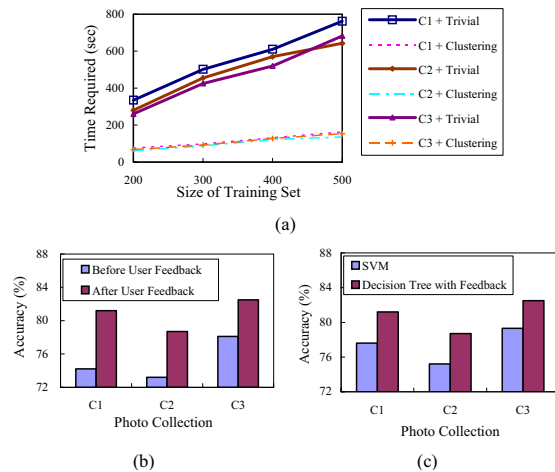 800
600
400
200
0
Time Required (sec)
200 300 400 500
Size of Training Set
C1 + Trivial
C1 + Clustering
C2 + Trivial
C2 + Clustering
C3 + Trivial
C3 + Clustering
(a)
88
84
80
76
72
Accuracy (%)
Before User Feedback
After User Feedback
C1 C2 C3
Photo Collection
(b)
88
84
80
76
72
Accuracy (%)
SVM
Decision Tree with Feedback
C1 C2 C3
Photo Collection
(c)